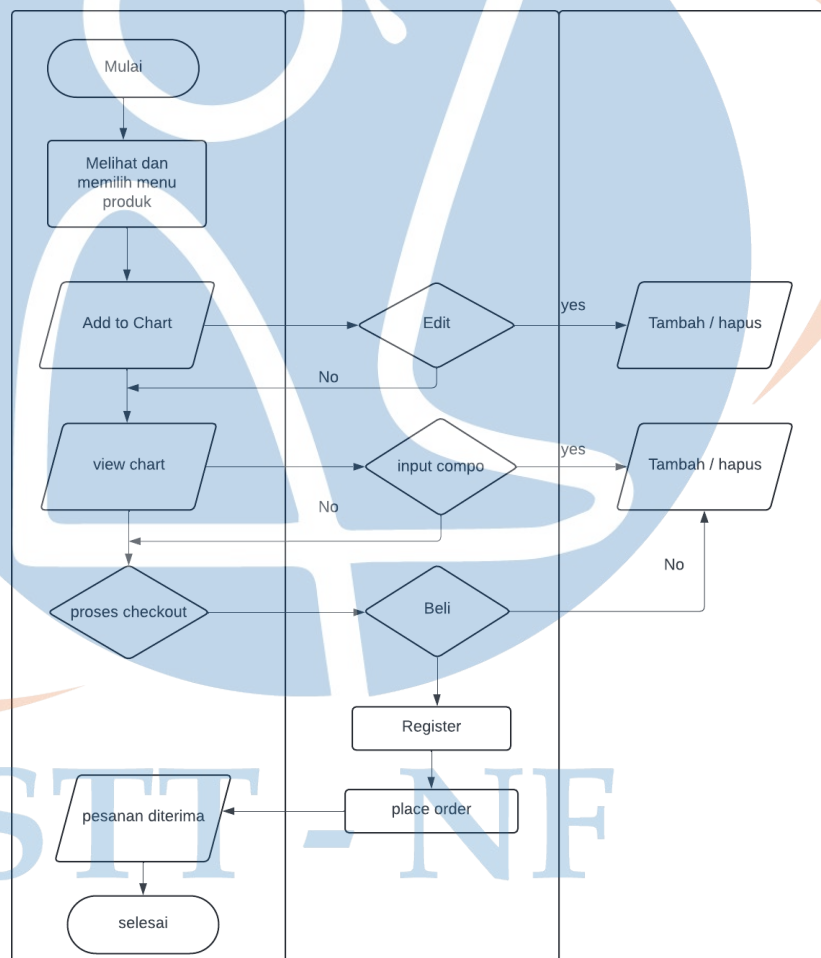 Mulai
Melihat dan
memilih menu
produk
Add to Chart
Edit
yes
Tambah / hapus
No
view chart
input compo
yes
Tambah / hapus
No
No
proses checkout
Beli
Register
place order
pesanan diterima
STT - NF
selesai